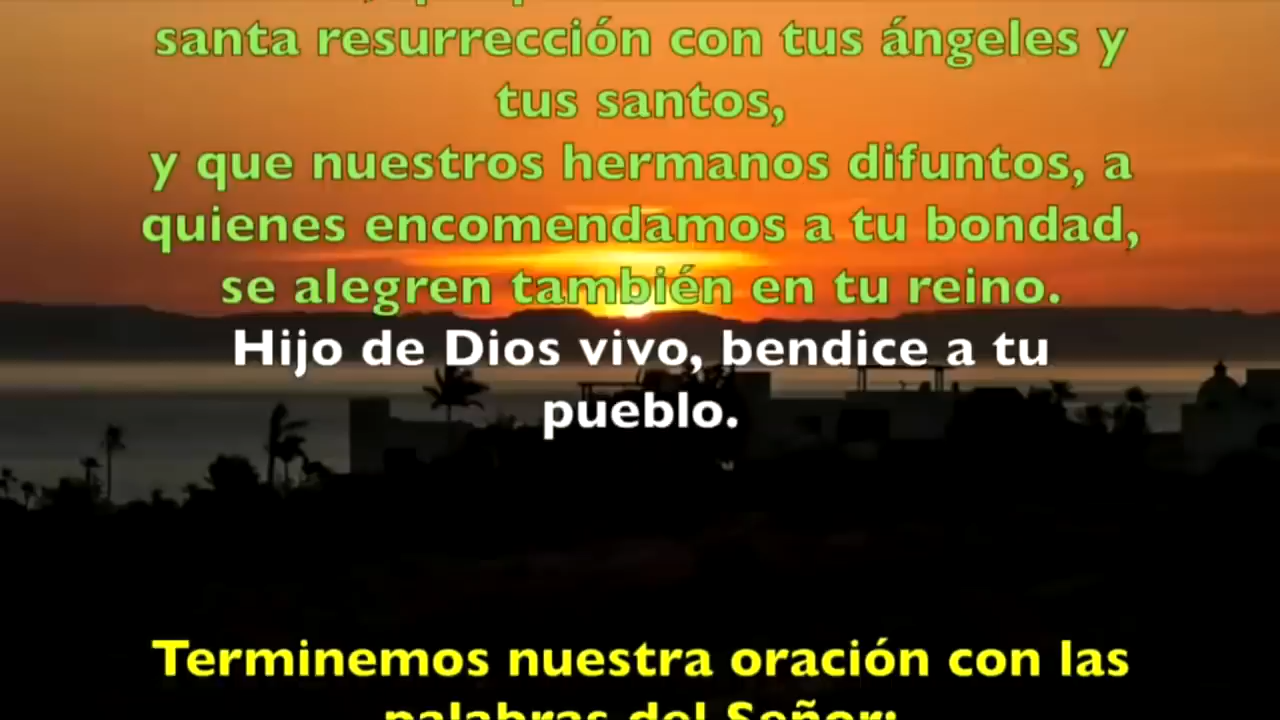 santa resurrección con tus ángeles y
tus santos,
y que nuestros hermanos difuntos, a
quienes encomendamos a tu bondad,
se alegren también en tu reino.
Hijo de Dios vivo, bendice a tu
pueblo.
Terminemos nuestra oración con las
palabras del Señor: